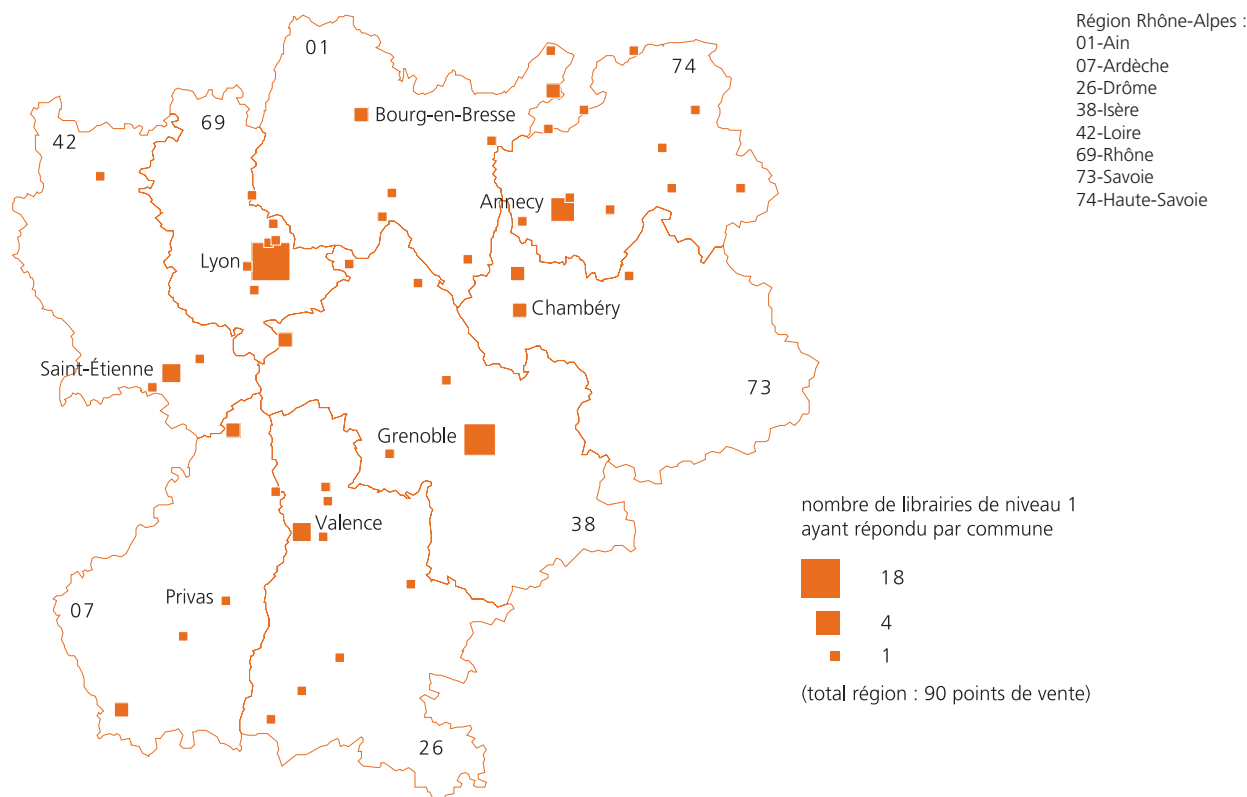 01
74
69
42
Bourg-en-Bresse
Annecy
Lyon
Chambéry
Saint-Étienne
73
Grenoble
Valence
38
Privas
07
26
Région Rhône-Alpes :
01-Ain
07-Ardèche
26-Drôme
38-Isère
42-Loire
69-Rhône
73-Savoie
74-Haute-Savoie
nombre de librairies de niveau 1
ayant répondu par commune
18
4
1
(total région : 90 points de vente)